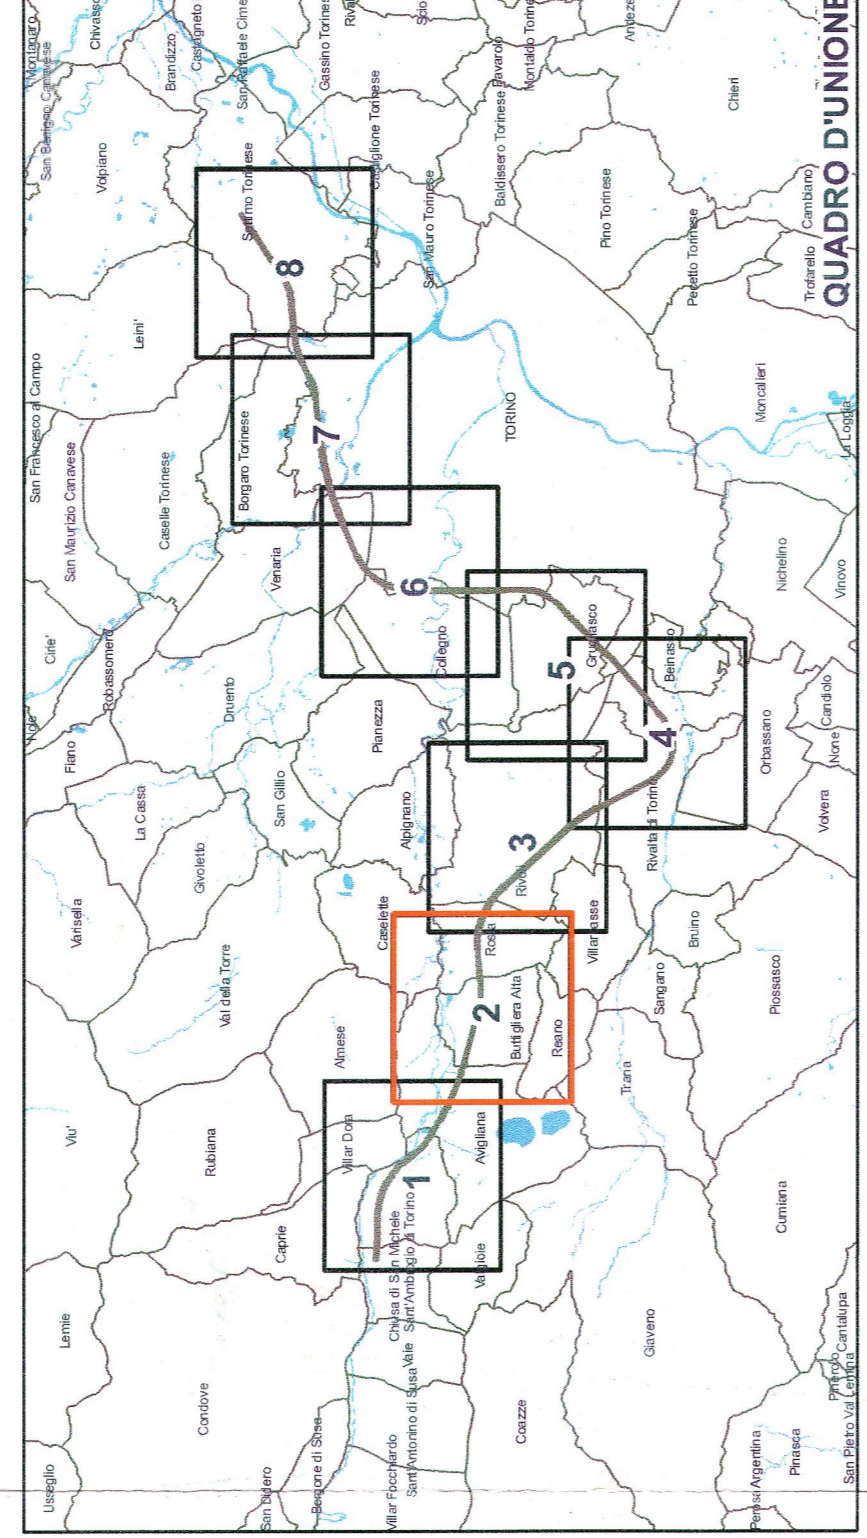 Montanaro
San Benigno Canavese
Chivasso
Volpiano
Brandizzo
Castagneto
San Raffaele Cime
Gassino Torines
Castiglione Torinese
San Mauro Torinese
Baldissero Torinese
Pavarolo
Montaldo Torine
Andeze
Chieri
Pino Torinese
Pecetto Torinese
Cambiano
Trofarello
QUADRO D'UNIONE
Settimo Torinese
8
Leini'
San Francesco al Campo
San Maurizio Canavese
Caselle Torinese
Borgaro Torinese
7
TORINO
Moncalieri
La Loggia
Cirie'
Robassomero
Venaria
6
Collegno
Grugliasco
5
Beinasco
Nichelino
Vinovo
Nole
Fiano
Druento
Pianezza
4
Orbassano
Candiolo
None
La Cassa
San Gillio
Alpignano
Givoletto
3
Rivoli
Rivalta di Torino
Volvera
Varisella
Val della Torre
Caselette
Rosta
Villarbasse
Bruino
Sangano
Piossasco
2
Buttigliera Alta
Reano
Almese
Trana
Viu'
Rubiana
Villar Dora
Avigliana
1
Caprie
Chiusa di San Michele
Sant'Ambrogio di Torino
Valgioie
Cumiana
Lemie
Condove
Vaie
Sant'Antonino di Susa
Giaveno
Coazze
Usseglio
San Didero
Borgone di Susa
Villar Focchiardo
Perosa Argentina
Pinasca
Pinerolo
Cantalupa
San Pietro Val Lemina